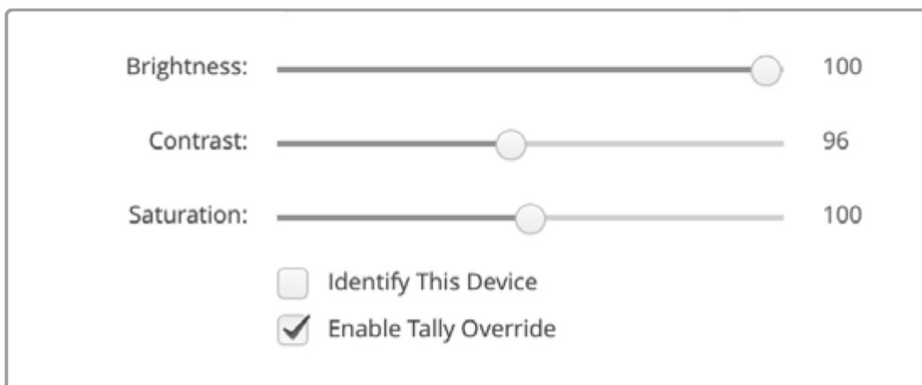 Brightness: 100
Contrast: 96
Saturation: 100
Identify This Device
Enable Tally Override